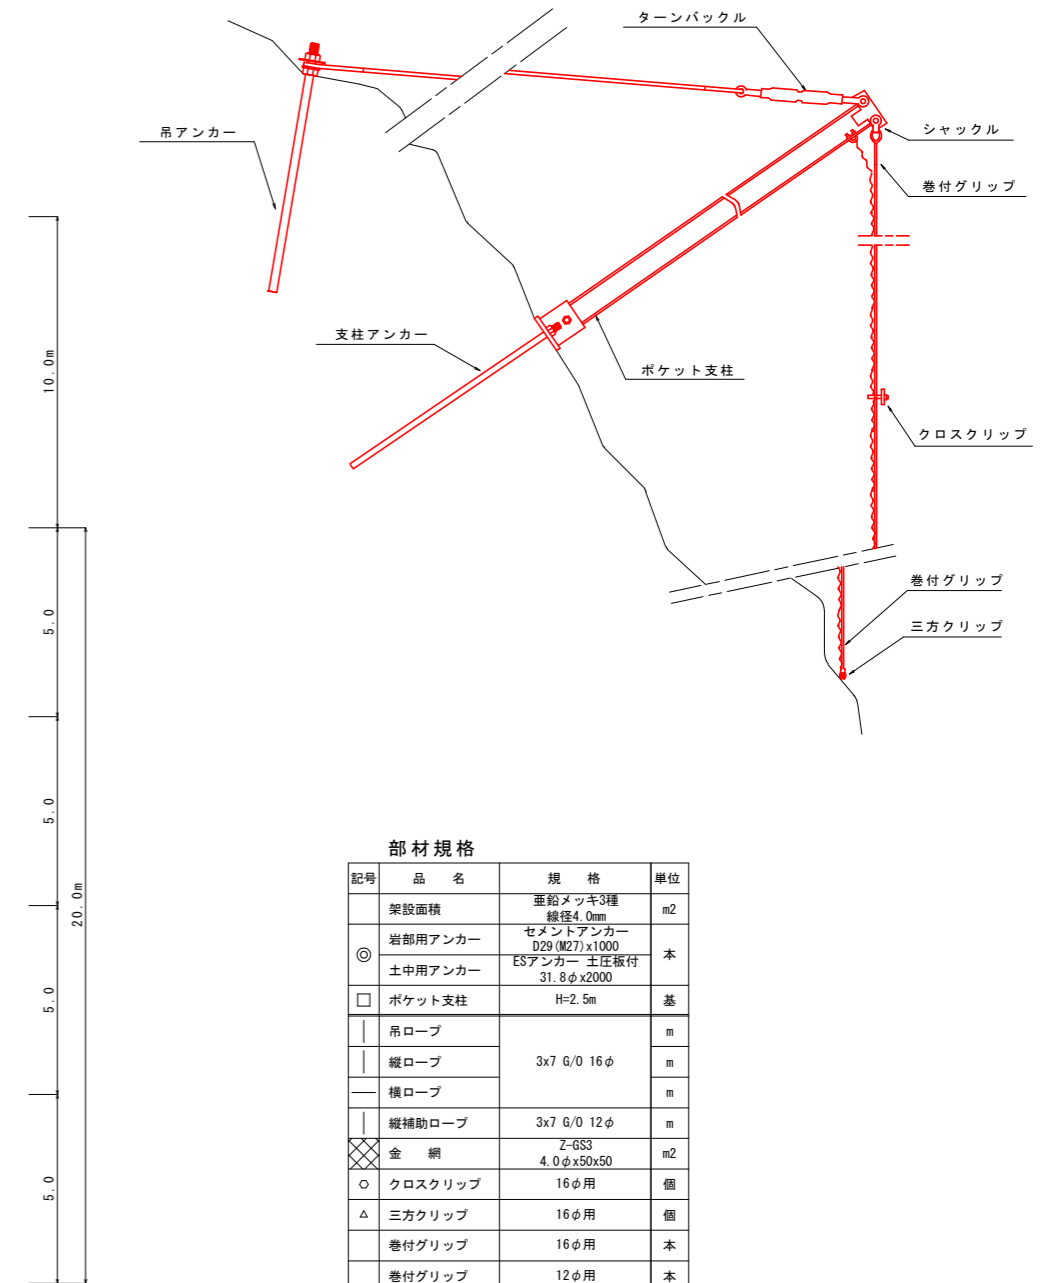 ターンバックル
吊アンカー
シャックル
巻付グリップ
支柱アンカー
ポケット支柱
クロスクリップ
巻付グリップ
三方クリップ
10.0m
5.0
5.0
20.0m
5.0
5.0
部材規格
記号 品 名 規 格 単位
架設面積 亜鉛メッキ3種 線径4.0mm m2
◎ 岩部用アンカー セメントアンカー D29(M27)x1000 本
土中用アンカー ESアンカー 土圧板付 31.8φx2000
□ ポケット支柱 H=2.5m 基
吊ロープ 3x7 G/O 16φ m
縦ロープ m
横ロープ m
縦補助ロープ 3x7 G/O 12φ m
金 網 Z-GS3 4.0φx50x50 m2
クロスクリップ 16φ用 個
△ 三方クリップ 16φ用 個
巻付グリップ 16φ用 本
巻付グリップ 12φ用 本